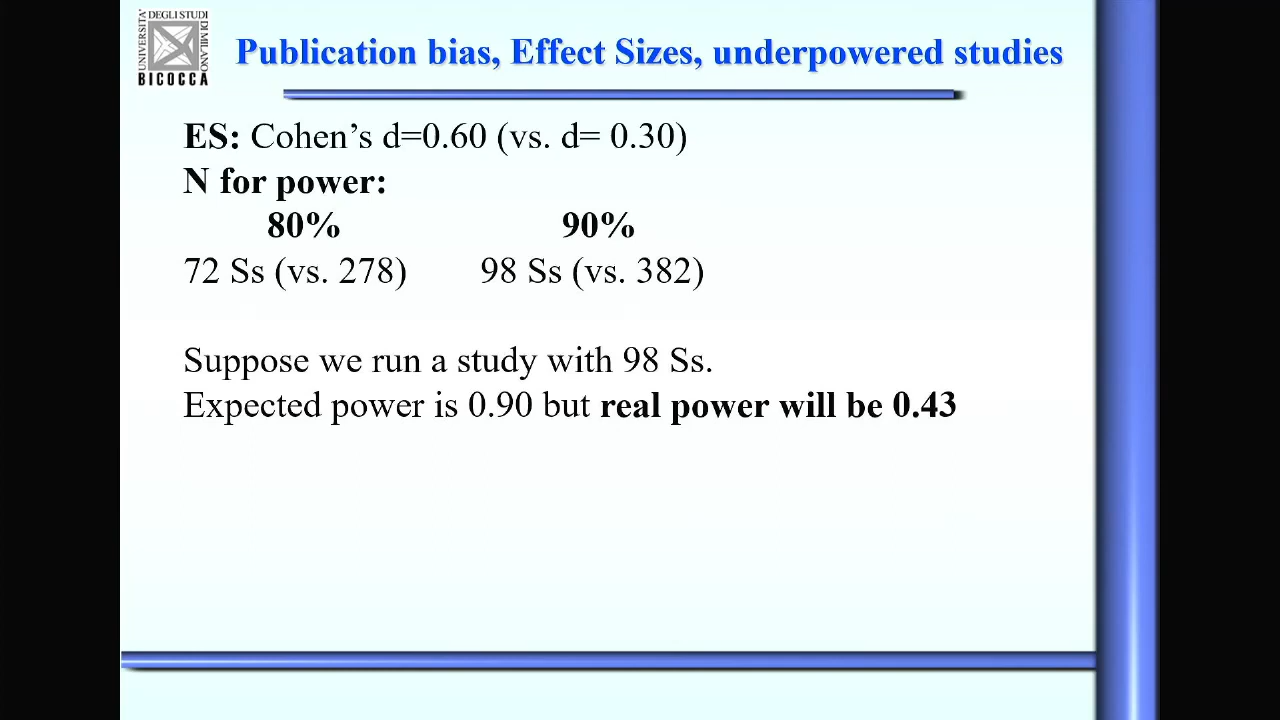 UNIVERSITA' DEGLI STUDI DI MILANO
BICOCCA
Publication bias, Effect Sizes, underpowered studies
ES: Cohen’s d=0.60 (vs. d= 0.30)
N for power:
80% 90%
72 Ss (vs. 278) 98 Ss (vs. 382)
Suppose we run a study with 98 Ss.
Expected power is 0.90 but real power will be 0.43